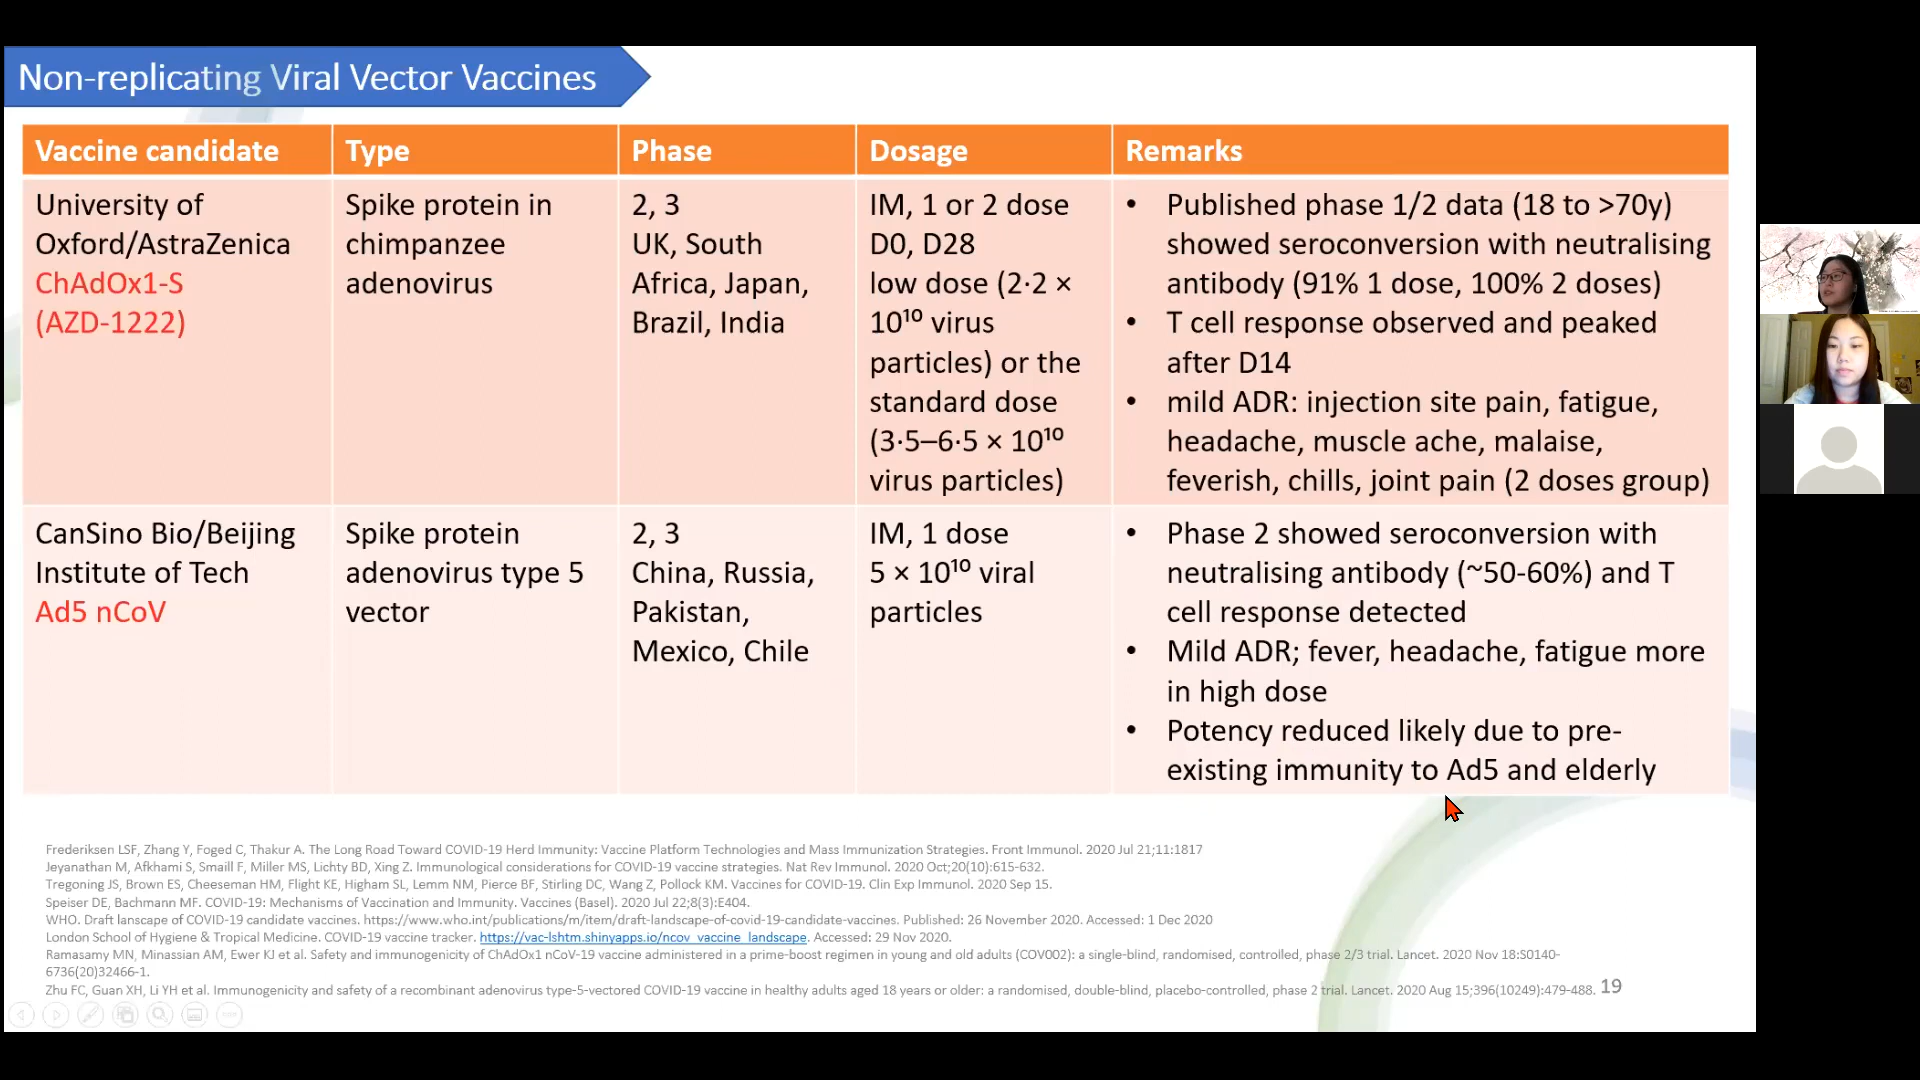 Non-replicating Viral Vector Vaccines
Vaccine candidate
Type
Phase
Dosage
Remarks
University of
Oxford/AstraZenica
ChAdOx1-S
(AZD-1222)
Spike protein in
chimpanzee
adenovirus
2, 3
UK, South
Africa, Japan,
Brazil, India
IM, 1 or 2 dose
D0, D28
low dose (2·2 ×
10¹⁰ virus
particles) or the
standard dose
(3·5–6·5 × 10¹⁰
virus particles)
• Published phase 1/2 data (18 to >70y)
showed seroconversion with neutralising
antibody (91% 1 dose, 100% 2 doses)
• T cell response observed and peaked
after D14
• mild ADR: injection site pain, fatigue,
headache, muscle ache, malaise,
feverish, chills, joint pain (2 doses group)
CanSino Bio/Beijing
Institute of Tech
Ad5 nCoV
Spike protein
adenovirus type 5
vector
2, 3
China, Russia,
Pakistan,
Mexico, Chile
IM, 1 dose
5 × 10¹⁰ viral
particles
• Phase 2 showed seroconversion with
neutralising antibody (~50-60%) and T
cell response detected
• Mild ADR; fever, headache, fatigue more
in high dose
• Potency reduced likely due to pre-
existing immunity to Ad5 and elderly
Frederiksen LSF, Zhang Y, Foged C, Thakur A. The Long Road Toward COVID-19 Herd Immunity: Vaccine Platform Technologies and Mass Immunization Strategies. Front Immunol. 2020 Jul 21;11:1817
Jeyanathan M, Afkhami S, Smaill F, Miller MS, Lichty BD, Xing Z. Immunological considerations for COVID-19 vaccine strategies. Nat Rev Immunol. 2020 Oct;20(10):615-632.
Tregoning JS, Brown ES, Cheeseman HM, Flight KE, Higham SL, Lemm NM, Pierce BF, Stirling DC, Wang Z, Pollock KM. Vaccines for COVID-19. Clin Exp Immunol. 2020 Sep 15.
Speiser DE, Bachmann MF. COVID-19: Mechanisms of Vaccination and Immunity. Vaccines (Basel). 2020 Jul 22;8(3):E404.
WHO. Draft lanscape of COVID-19 candidate vaccines. https://www.who.int/publications/m/item/draft-landscape-of-covid-19-candidate-vaccines. Published: 26 November 2020. Accessed: 1 Dec 2020
London School of Hygiene & Tropical Medicine. COVID-19 vaccine tracker. https://vac-lshtm.shinyapps.io/ncov_vaccine_landscape. Accessed: 29 Nov 2020.
Ramasamy MN, Minassian AM, Ewer KJ et al. Safety and immunogenicity of ChAdOx1 nCoV-19 vaccine administered in a prime-boost regimen in young and old adults (COV002): a single-blind, randomised, controlled, phase 2/3 trial. Lancet. 2020 Nov 18:S0140-
6736(20)32466-1.
Zhu FC, Guan XH, Li YH et al. Immunogenicity and safety of a recombinant adenovirus type-5-vectored COVID-19 vaccine in healthy adults aged 18 years or older: a randomised, double-blind, placebo-controlled, phase 2 trial. Lancet. 2020 Aug 15;396(10249):479-488.
19